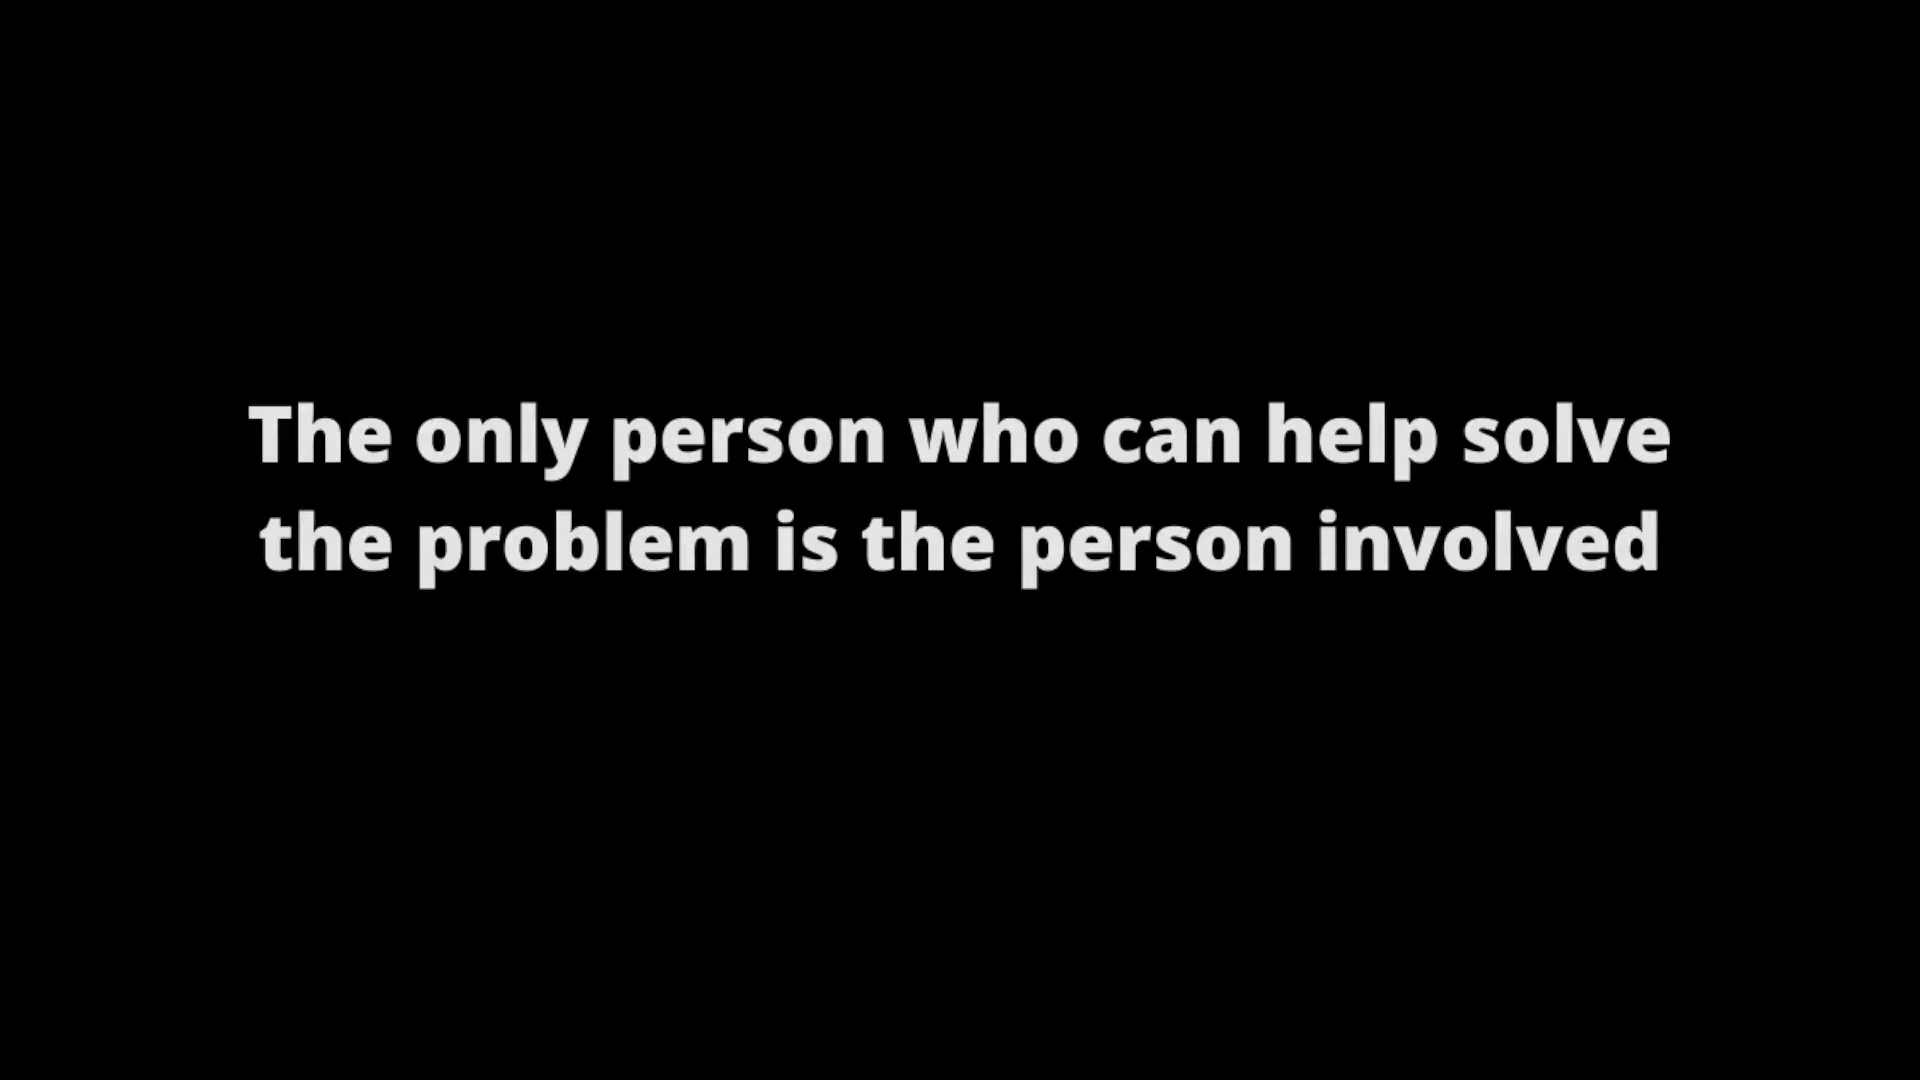 The only person who can help solve
the problem is the person involved